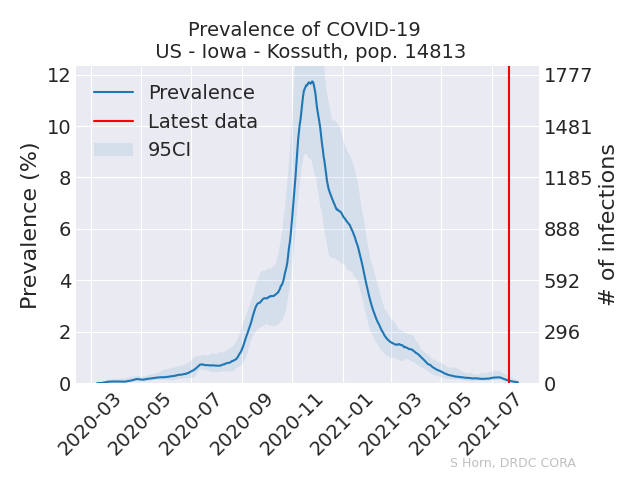 Prevalence of COVID-19
US - Iowa - Kossuth, pop. 14813
Prevalence
Latest data
95CI
Prevalence (%)
12
10
8
6
4
2
0
1777
1481
1185
888
592
296
0
# of infections
2020-03
2020-05
2020-07
2020-09
2020-11
2021-01
2021-03
2021-05
2021-07
S Horn, DRDC CORA